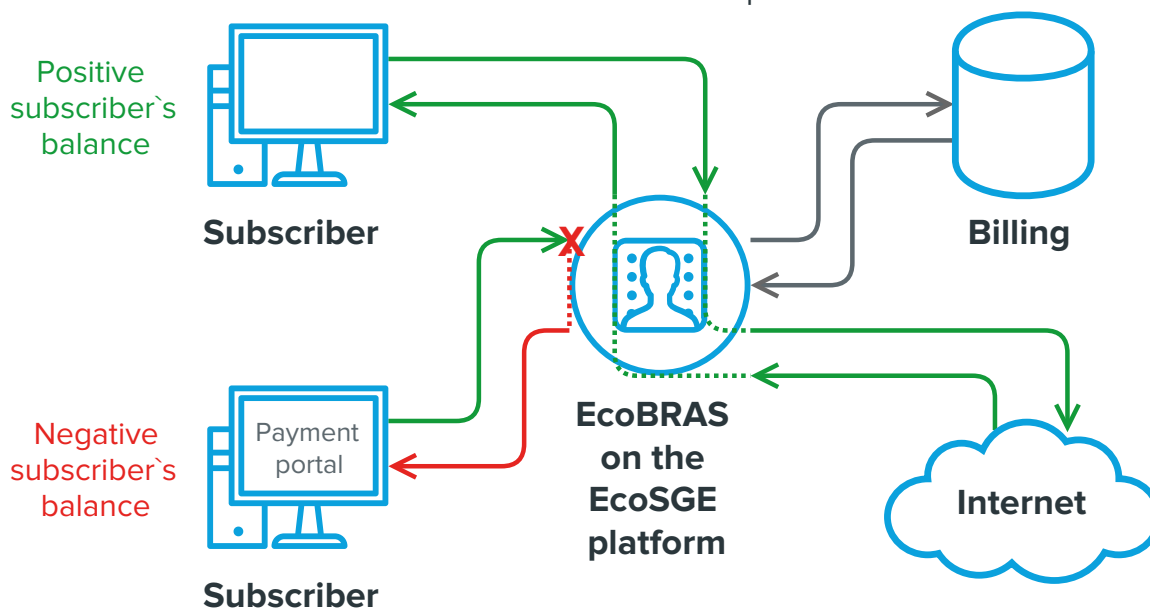 Positive
subscriber`s
balance
Subscriber
Billing
X
Negative
subscriber`s
balance
Payment
portal
Subscriber
EcoBRAS
on the
EcoSGE
platform
Internet